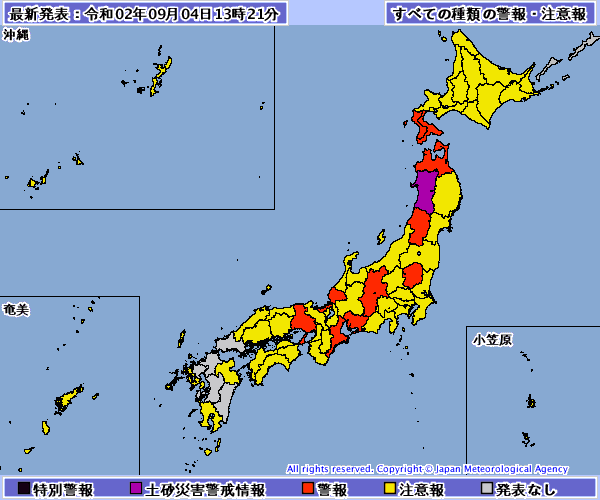 最新発表：令和02年09月04日13時21分
すべての種類の警報・注意報
沖縄
奄美
小笠原
All rights reserved. Copyright © Japan Meteorological Agency
特別警報 土砂災害警戒情報 警報 注意報 発表なし